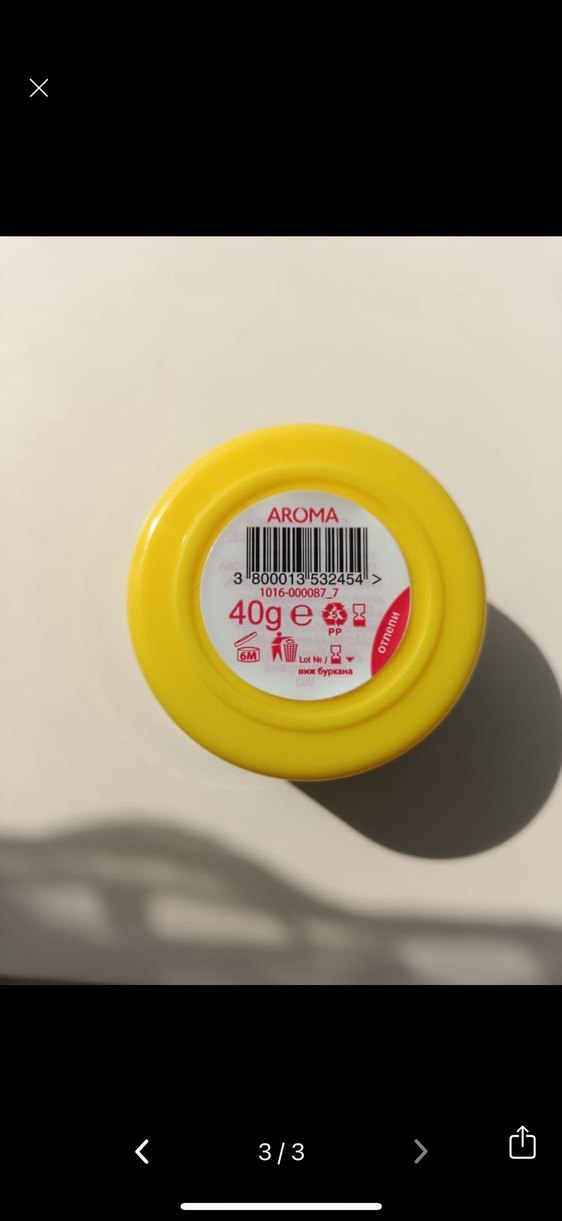 AROMA
3 800013 532454 >
1016-000087_7
40g e
5
PP
отлепи
6M
Lot № /
виж буркана
3 / 3